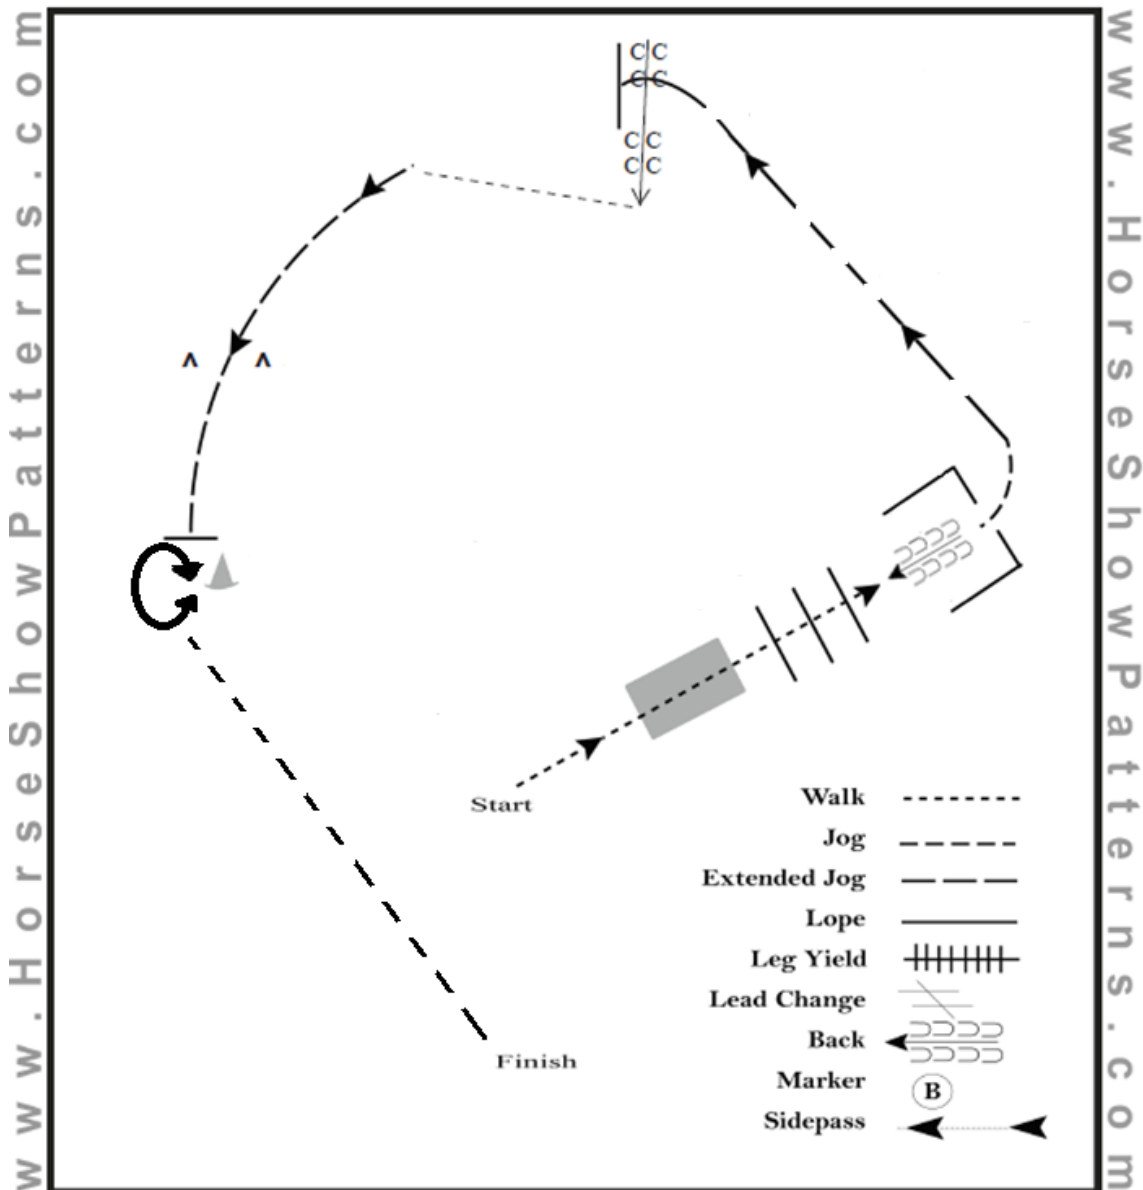 www.HorseShowPatterns.com
www.HorseShowPatterns.com
Start
Walk
Jog
Extended Jog
Lope
Leg Yield
Lead Change
Back
Marker
B
Sidepass
Finish